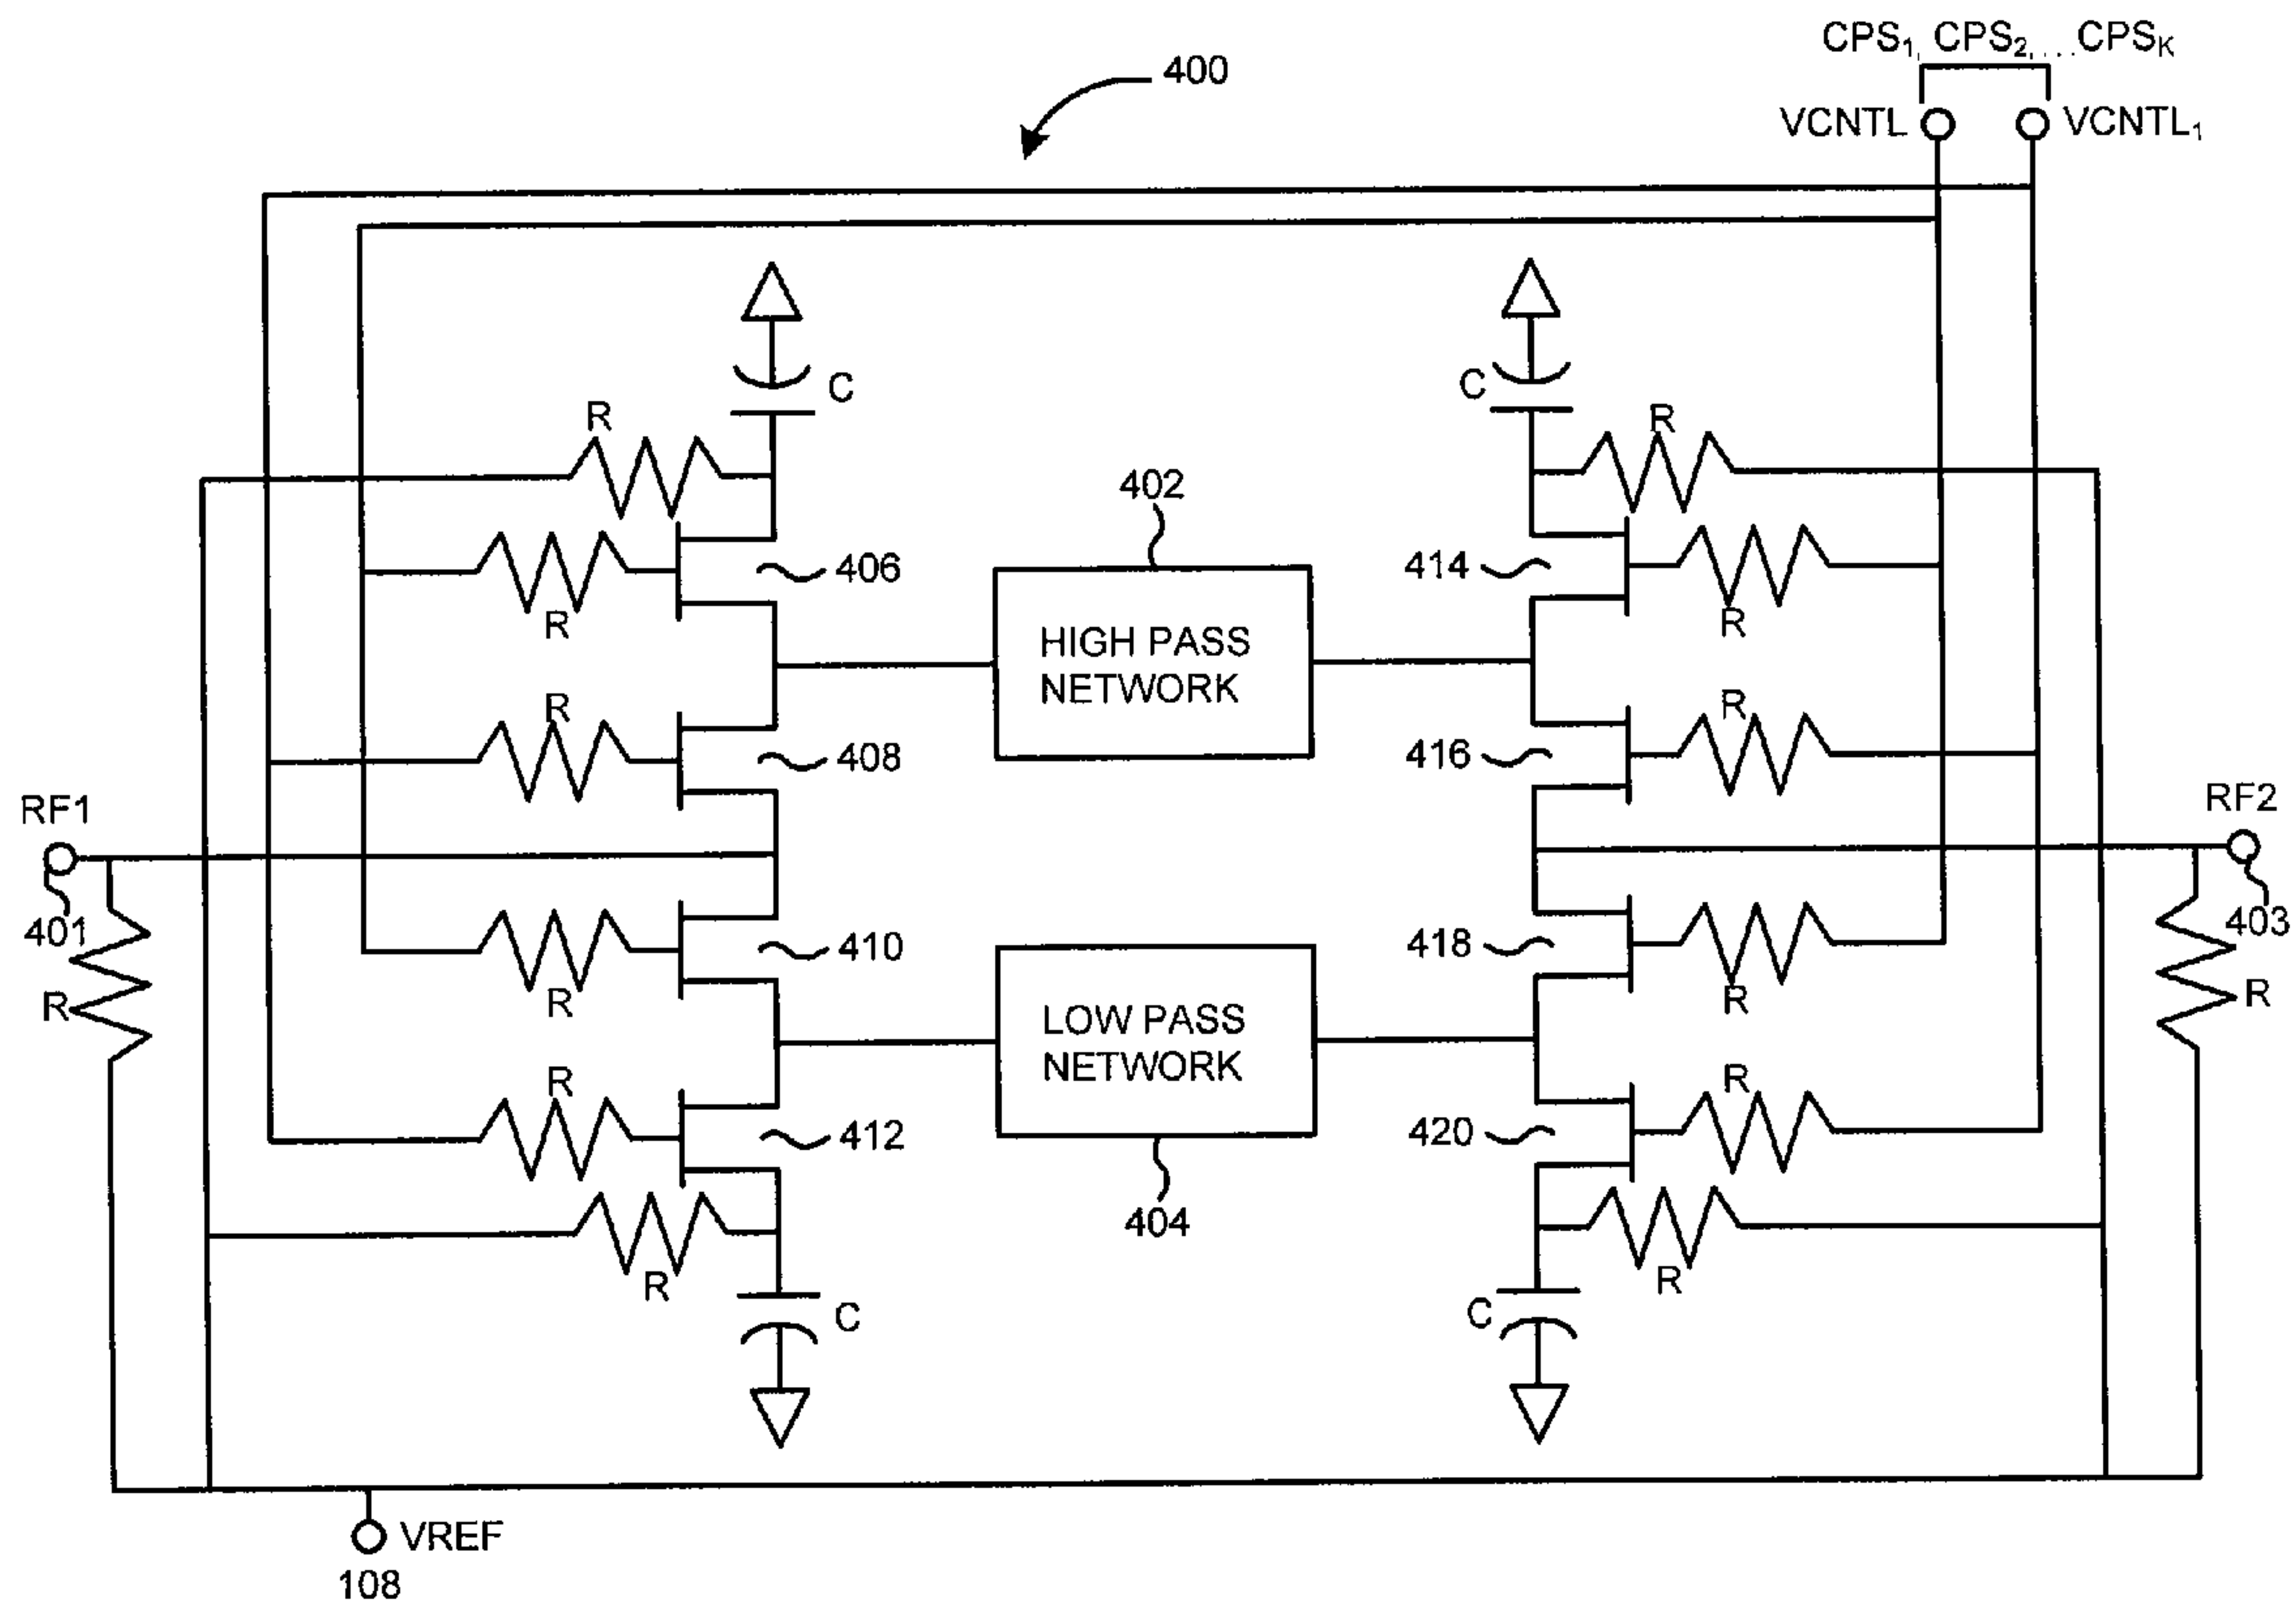 CPS1, CPS2, . . . CPSK
400
VCNTL
VCNTL1
C
C
R
R
402
406
414
R
R
HIGH PASS
NETWORK
R
R
408
416
RF1
RF2
401
403
410
418
R
R
R
R
LOW PASS
NETWORK
R
R
412
420
404
R
R
C
C
VREF
108